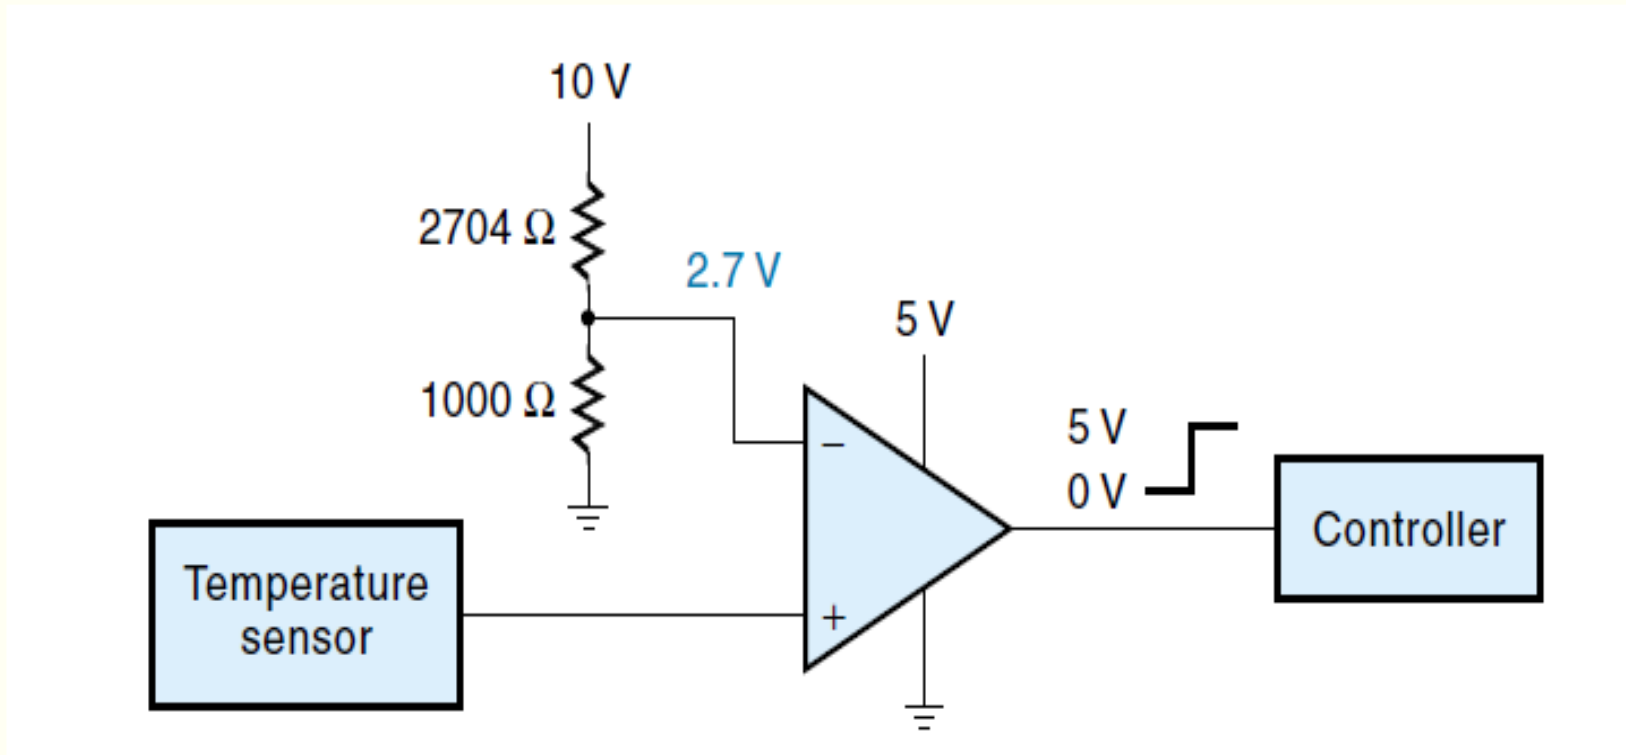 10 V
2704 Ω
2.7 V
5 V
1000 Ω
−
5 V
0 V
Controller
Temperature
sensor
+